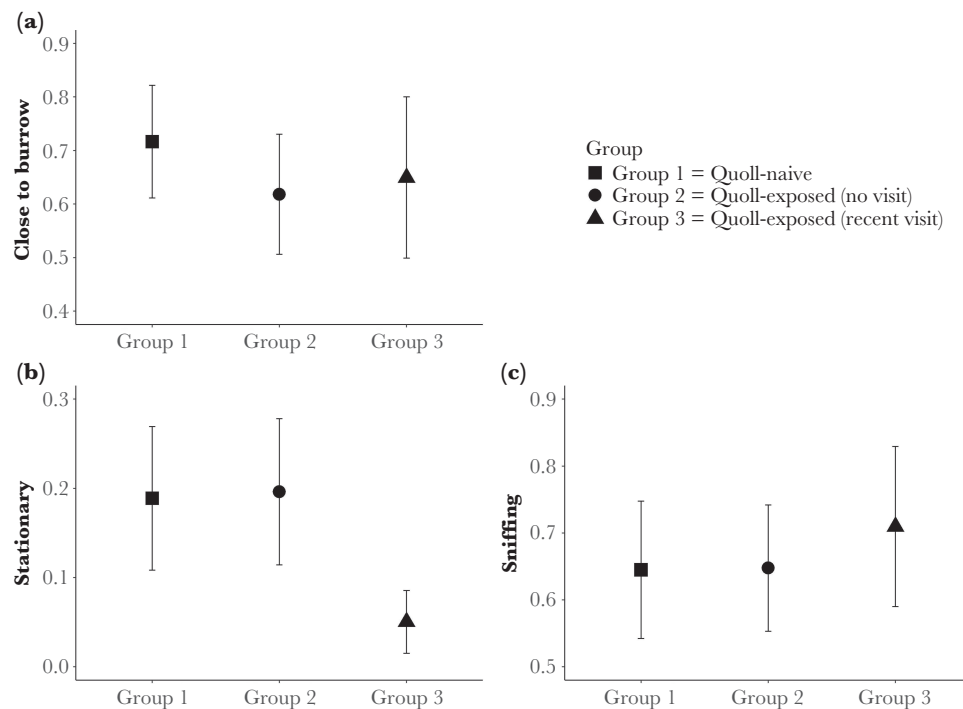 (a)
0.9
0.8
0.7
0.6
0.5
0.4
Close to burrow
Group 1 Group 2 Group 3
Group
Group 1 = Quoll-naive
Group 2 = Quoll-exposed (no visit)
Group 3 = Quoll-exposed (recent visit)
(b)
0.3
0.2
0.1
0.0
Stationary
Group 1 Group 2 Group 3
(c)
0.9
0.8
0.7
0.6
0.5
Sniffing
Group 1 Group 2 Group 3